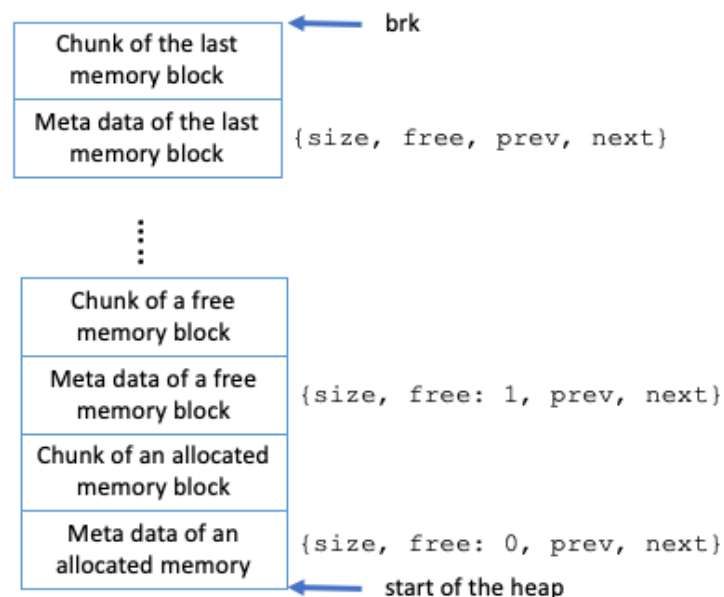 brk
Chunk of the last
memory block
Meta data of the last
memory block
{size, free, prev, next}
Chunk of a free
memory block
Meta data of a free
memory block
{size, free: 1, prev, next}
Chunk of an allocated
memory block
Meta data of an
allocated memory
{size, free: 0, prev, next}
start of the heap